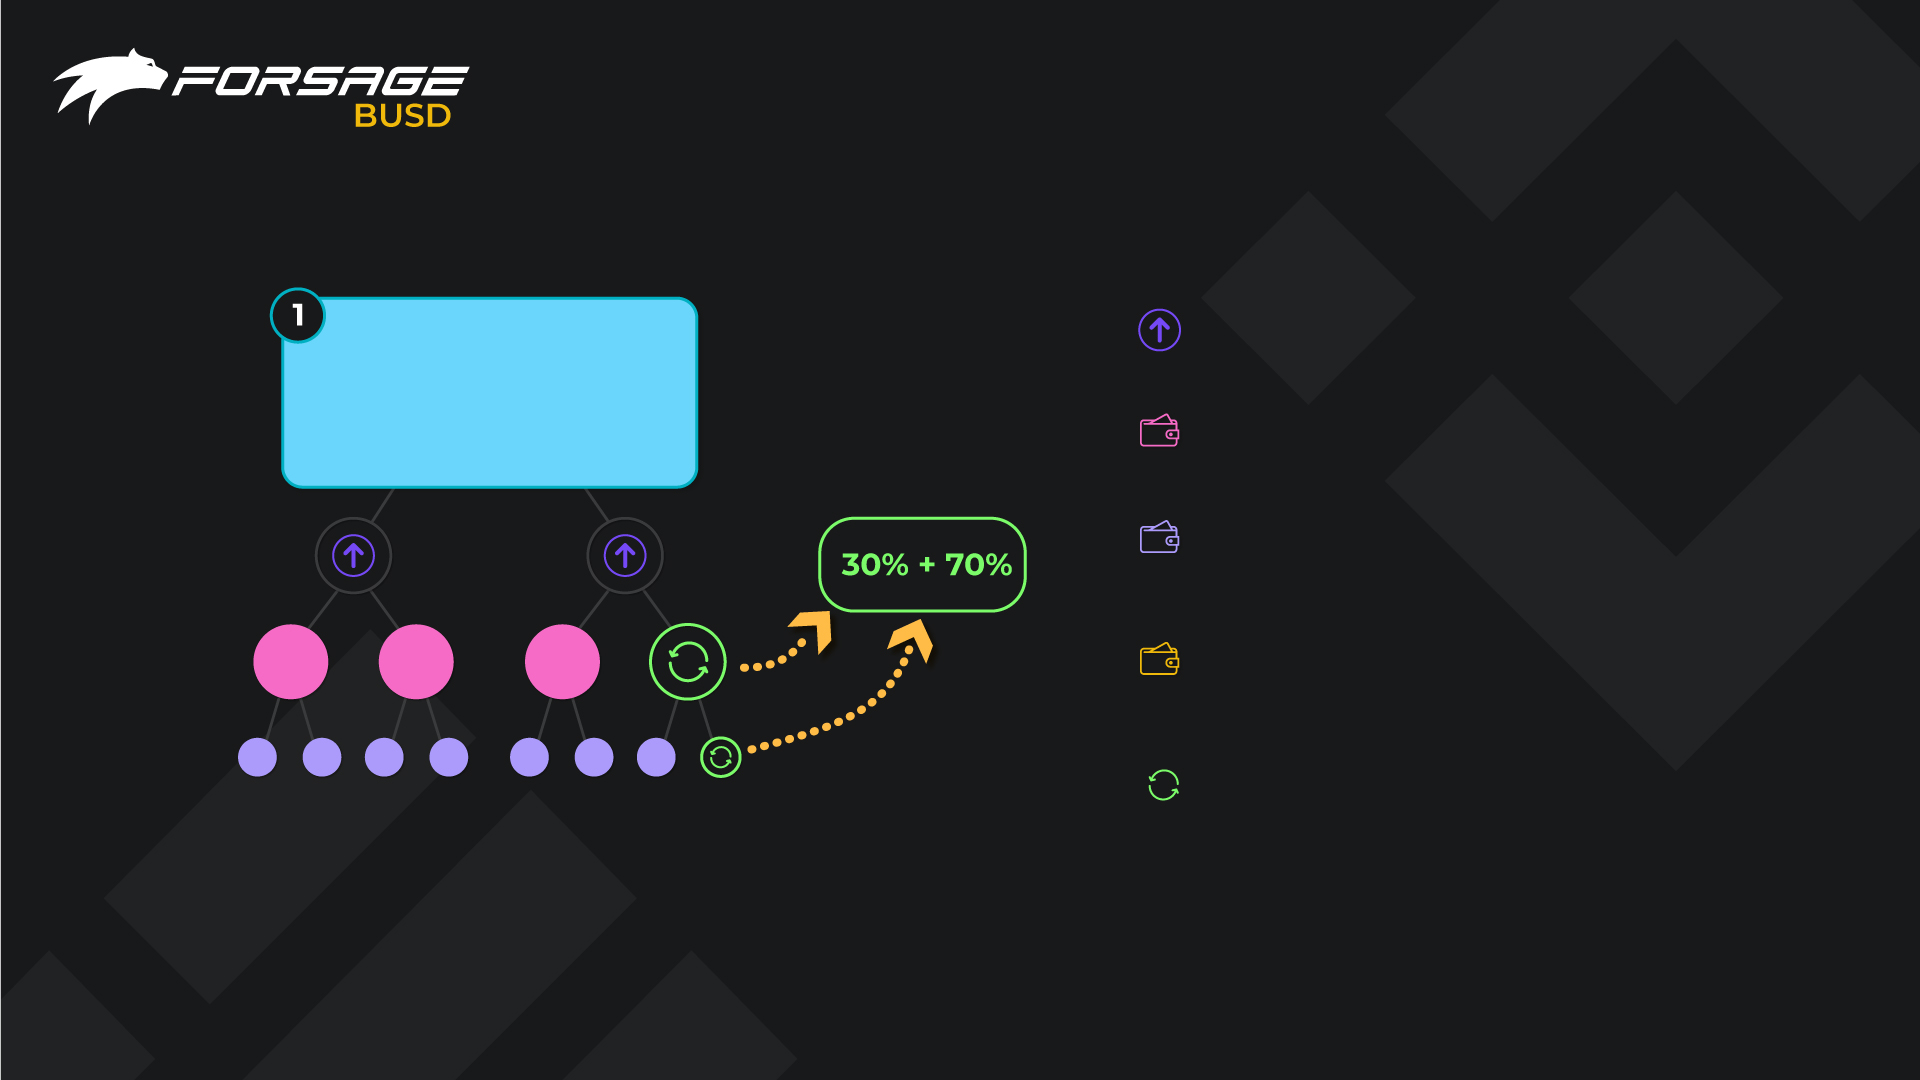 FORSAGE
BUSD
1
30% + 70%